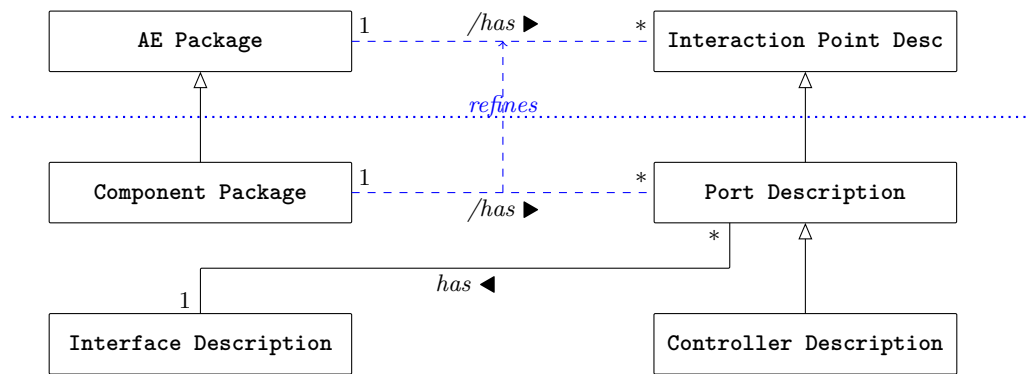 1 /has ▶ *
AE Package Interaction Point Desc
refines
1 *
Component Package Port Description
/has ▶
*
has ◀
1
Interface Description Controller Description